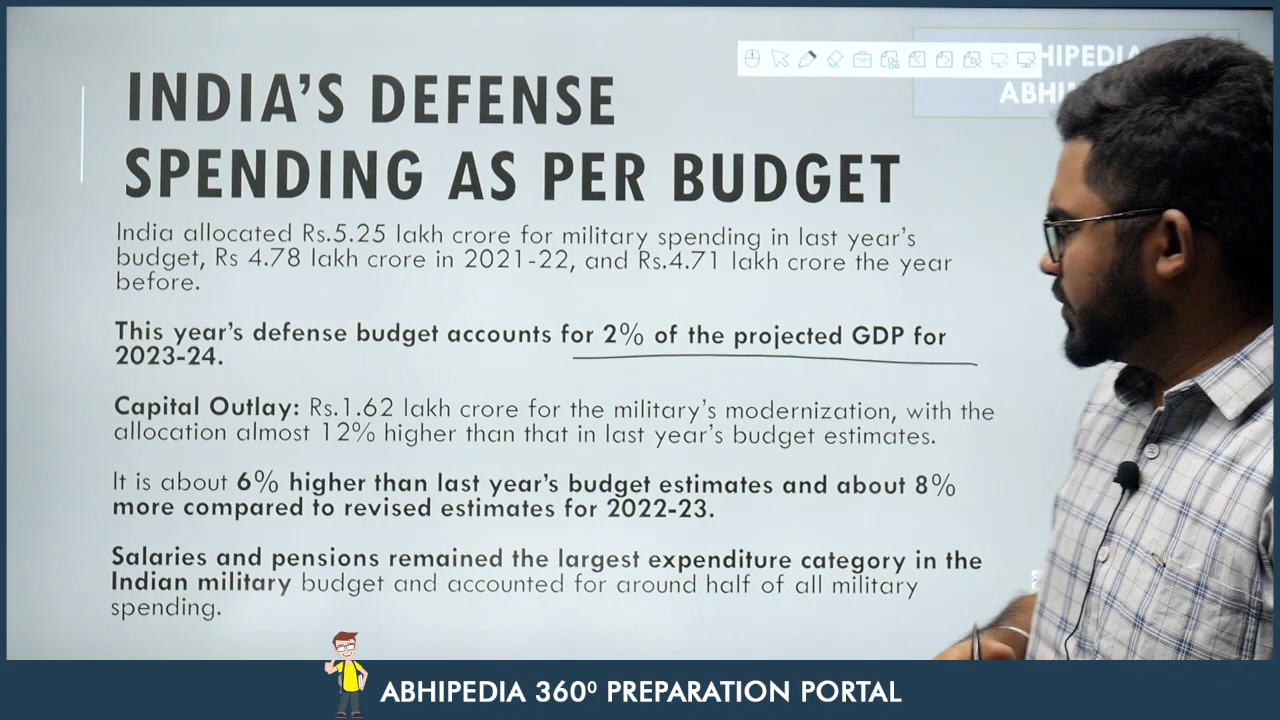 HIPEDIA
ABHI
INDIA'S DEFENSE
SPENDING AS PER BUDGET
India allocated Rs.5.25 lakh crore for military spending in last year's
budget, Rs 4.78 lakh crore in 2021-22, and Rs.4.71 lakh crore the year
before.
This year's defense budget accounts for 2% of the projected GDP for
2023-24.
Capital Outlay: Rs.1.62 lakh crore for the military's modernization, with the
allocation almost 12% higher than that in last year's budget estimates.
It is about 6% higher than last year's budget estimates and about 8%
more compared to revised estimates for 2022-23.
Salaries and pensions remained the largest expenditure category in the
Indian military budget and accounted for around half of all military
spending.
ABHIPEDIA 360⁰ PREPARATION PORTAL